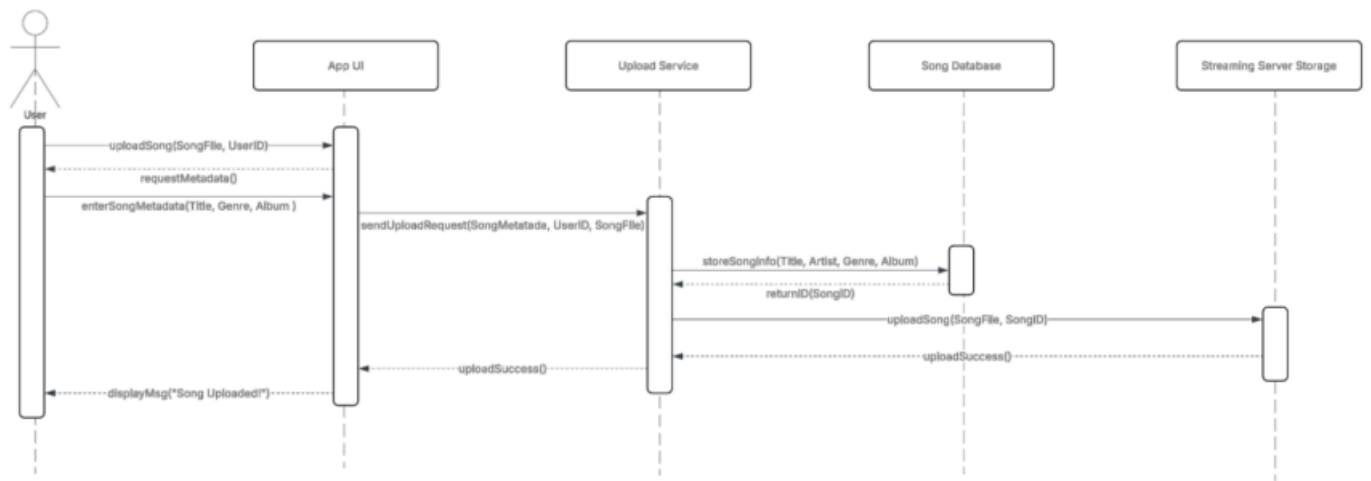 App UI
Upload Service
Song Database
Streaming Server Storage
User
uploadSong(SongFile, UserID)
requestMetadata()
enterSongMetadata(Title, Genre, Album )
sendUploadRequest(SongMetatada, UserID, SongFile)
storeSongInfo(Title, Artist, Genre, Album)
returnID(SongID)
uploadSong(SongFile, SongID)
uploadSuccess()
uploadSuccess()
displayMsg("Song Uploaded!")